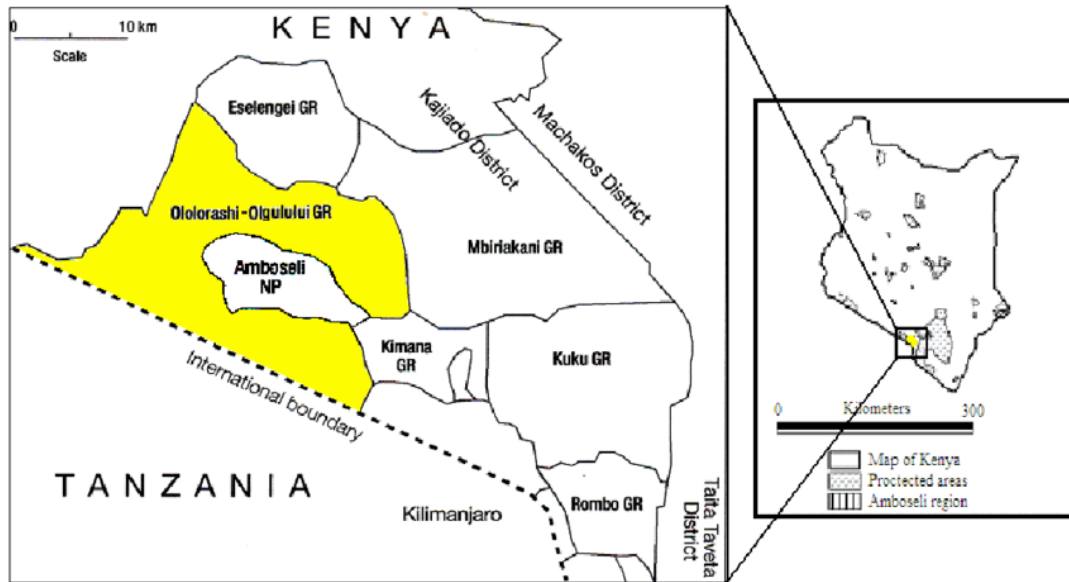 0 10 km
Scale
KENYA
Eselengei GR
Kajiado District
Machakos District
Ololorashi-Olgulului GR
Mbiriakani GR
Amboseli
NP
Kimana
GR
Kuku GR
International boundary
TANZANIA
Kilimanjaro
Rombo GR
Taita Taveta
District
0 Kilometers 300
Map of Kenya
Proctected areas
Amboseli region